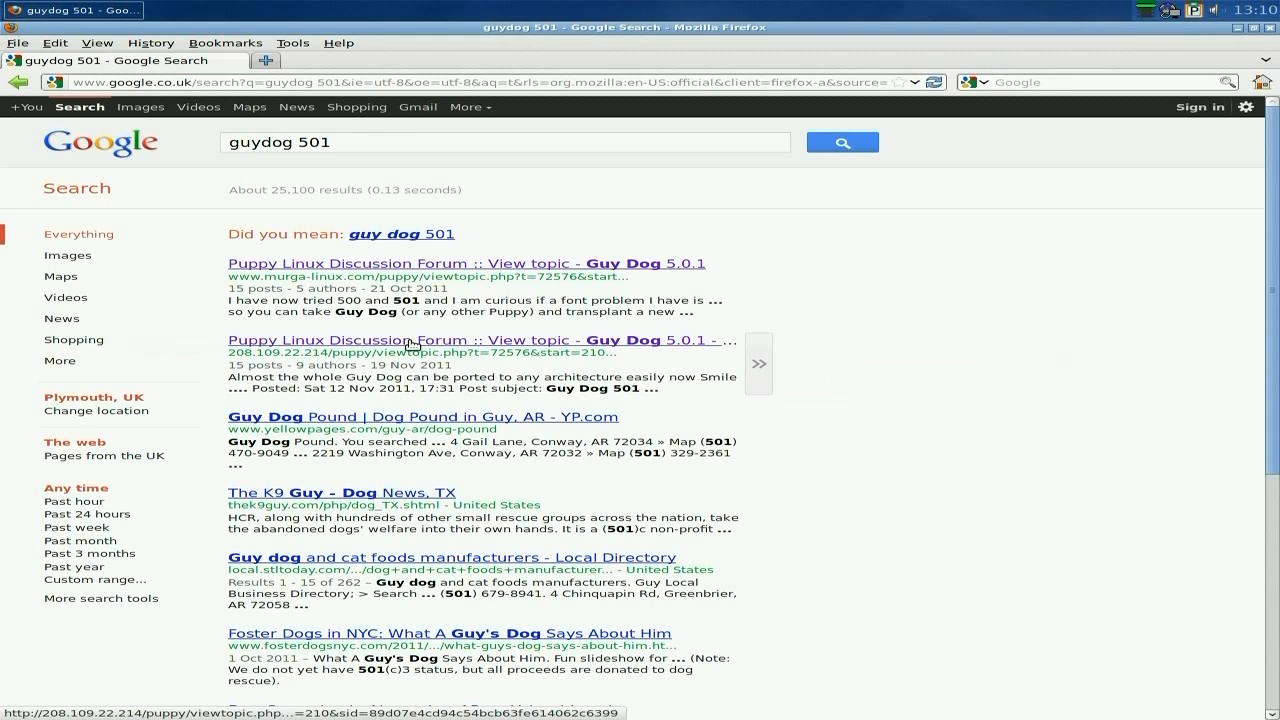 guydog 501 - Goo...
13:10
guydog 501 - Google Search - Mozilla Firefox
File Edit View History Bookmarks Tools Help
guydog 501 - Google Search
www.google.co.uk/search?q=guydog 501&ie=utf-8&oe=utf-8&aq=t&rls=org.mozilla:en-US:official&client=firefox-a&source=
Google
+You Search Images Videos Maps News Shopping Gmail More
Sign in
Google
guydog 501
Search
About 25,100 results (0.13 seconds)
Everything
Images
Maps
Videos
News
Shopping
More
Plymouth, UK
Change location
The web
Pages from the UK
Any time
Past hour
Past 24 hours
Past week
Past month
Past 3 months
Past year
Custom range...
More search tools
Did you mean: guy dog 501
Puppy Linux Discussion Forum :: View topic - Guy Dog 5.0.1
www.murga-linux.com/puppy/viewtopic.php?t=72576&start...
15 posts - 5 authors - 21 Oct 2011
I have now tried 500 and 501 and I am curious if a font problem I have is ...
so you can take Guy Dog (or any other Puppy) and transplant a new ...
Puppy Linux Discussion Forum :: View topic - Guy Dog 5.0.1 - ...
208.109.22.214/puppy/viewtopic.php?t=72576&start=210...
15 posts - 9 authors - 19 Nov 2011
Almost the whole Guy Dog can be ported to any architecture easily now Smile
.... Posted: Sat 12 Nov 2011, 17:31 Post subject: Guy Dog 501 ...
Guy Dog Pound | Dog Pound in Guy, AR - YP.com
www.yellowpages.com/guy-ar/dog-pound
Guy Dog Pound. You searched ... 4 Gail Lane, Conway, AR 72034 » Map (501)
470-9049 ... 2219 Washington Ave, Conway, AR 72032 » Map (501) 329-2361
...
The K9 Guy - Dog News, TX
thek9guy.com/php/dog_TX.shtml - United States
HCR, along with hundreds of other small rescue groups across the nation, take
the abandoned dogs' welfare into their own hands. It is a (501)c non-profit ...
Guy dog and cat foods manufacturers - Local Directory
local.stltoday.com/.../dog+and+cat+foods+manufacturer... - United States
Results 1 - 15 of 262 – Guy dog and cat foods manufacturers. Guy Local
Business Directory; > Search ... (501) 679-8941. 4 Chinquapin Rd, Greenbrier,
AR 72058 ...
Foster Dogs in NYC: What A Guy's Dog Says About Him
www.fosterdogsnyc.com/2011/.../what-guys-dog-says-about-him.ht...
1 Oct 2011 – What A Guy's Dog Says About Him. Fun slideshow for ... (Note:
We do not yet have 501(c)3 status, but all proceeds are donated to dog
rescue).
http://208.109.22.214/puppy/viewtopic.php...=210&sid=89d07e4cd94c54bcb63fe614062c6399